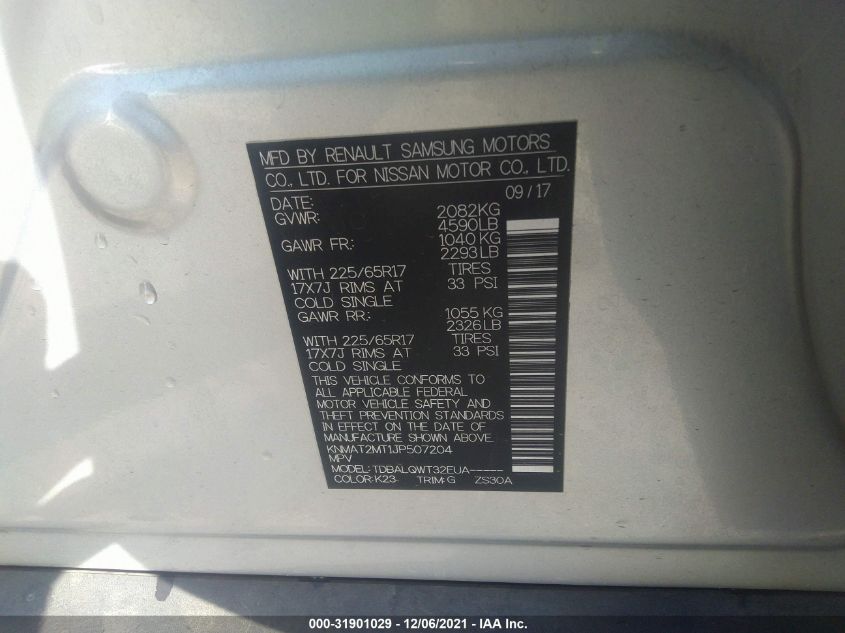 MFD BY RENAULT SAMSUNG MOTORS
CO., LTD. FOR NISSAN MOTOR CO., LTD.
DATE: 09/17
GVWR: 2082KG
4590LB
GAWR FR: 1040 KG
2293 LB
WITH 225/65R17 TIRES
17X7J RIMS AT 33 PSI
COLD SINGLE
GAWR RR: 1055 KG
2326 LB
WITH 225/65R17 TIRES
17X7J RIMS AT 33 PSI
COLD SINGLE
THIS VEHICLE CONFORMS TO
ALL APPLICABLE FEDERAL
MOTOR VEHICLE SAFETY AND
THEFT PREVENTION STANDARDS
IN EFFECT ON THE DATE OF
MANUFACTURE SHOWN ABOVE.
KNMAT2MT1JP507204
MPV
MODEL: TDBALQWT32EUA-----
COLOR: K23 TRIM: G ZS30A
000-31901029 - 12/06/2021 - IAA Inc.